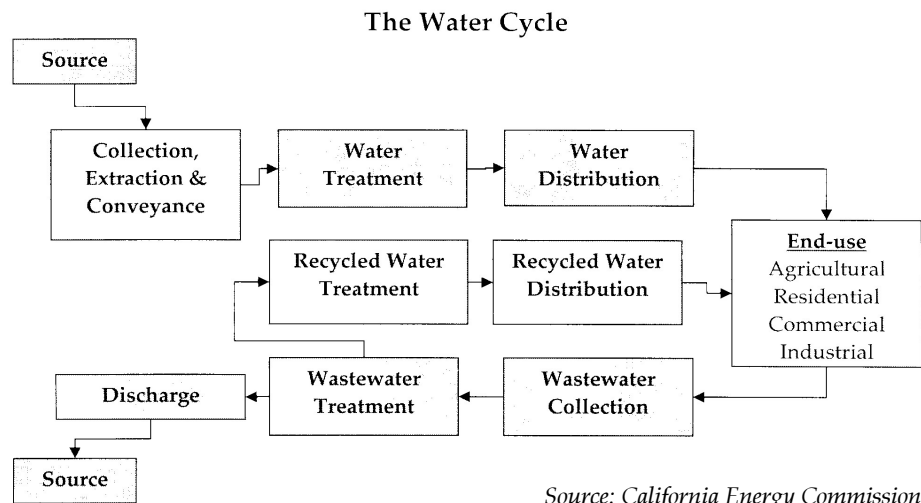 The Water Cycle
Source
Collection,
Extraction &
Conveyance
Water
Treatment
Water
Distribution
End-use
Agricultural
Residential
Commercial
Industrial
Recycled Water
Treatment
Recycled Water
Distribution
Wastewater
Collection
Wastewater
Treatment
Discharge
Source
Source: California Energy Commission